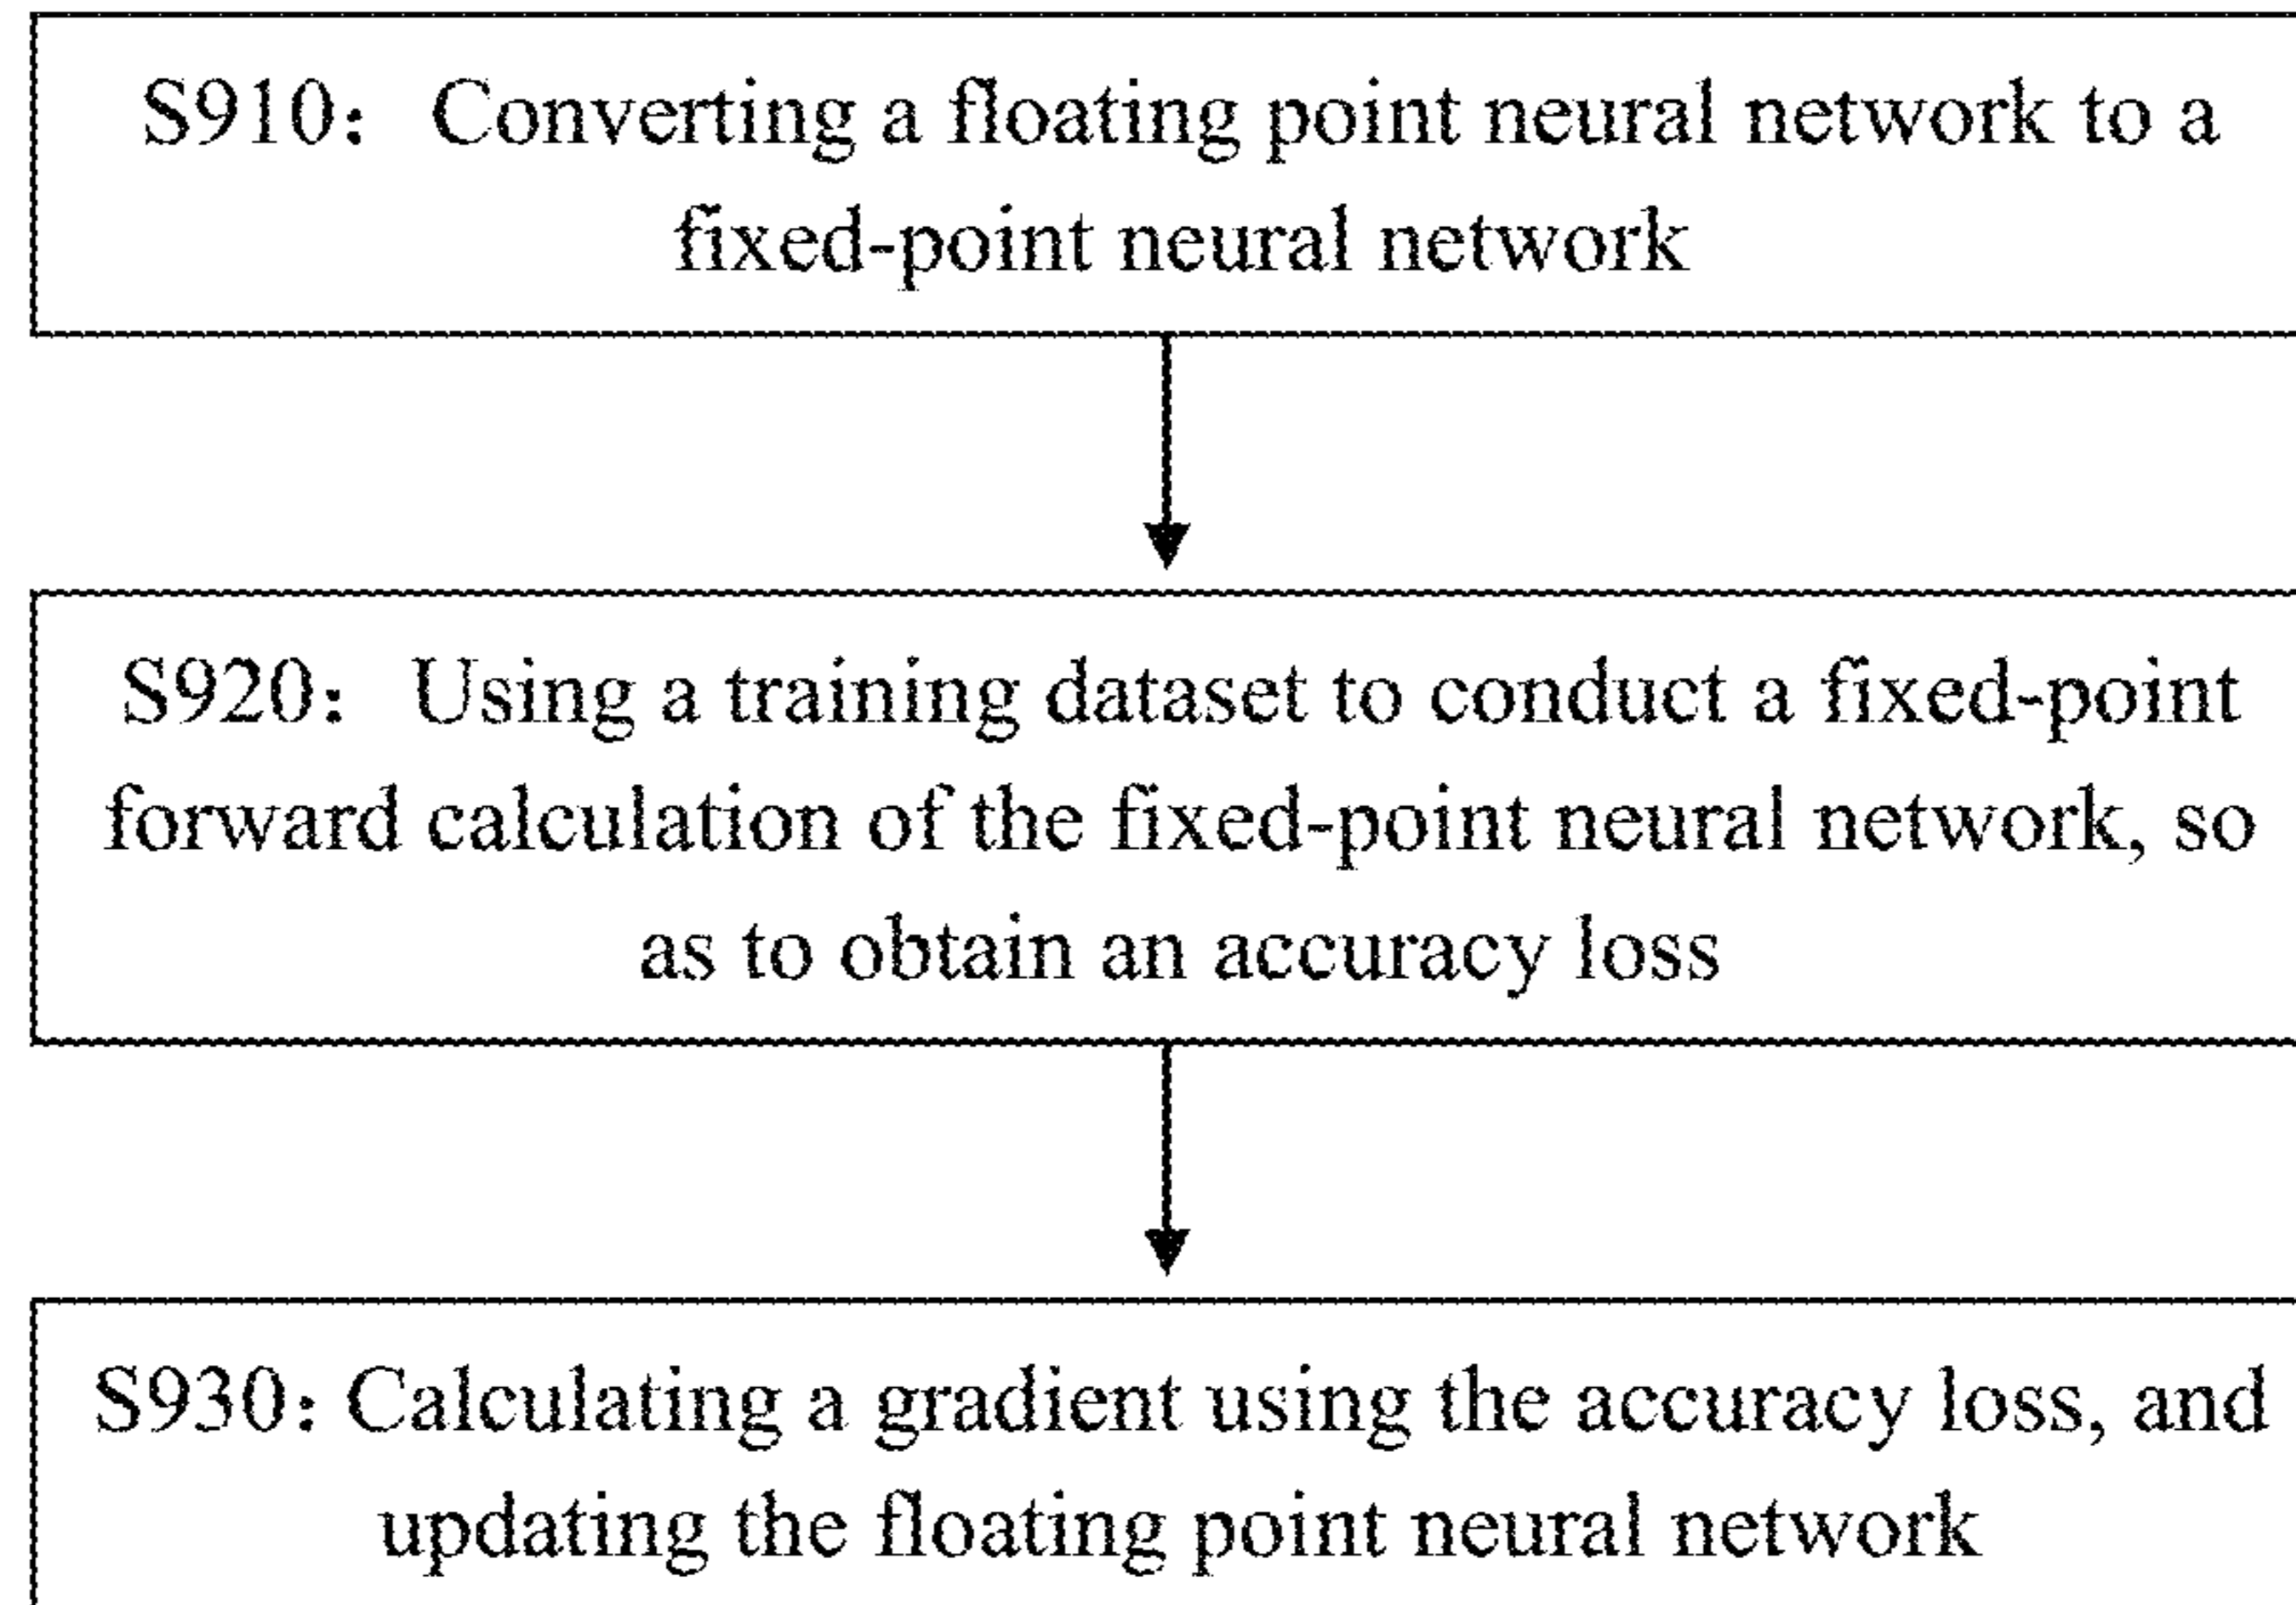 S910： Converting a floating point neural network to a
fixed-point neural network
S920： Using a training dataset to conduct a fixed-point
forward calculation of the fixed-point neural network, so
as to obtain an accuracy loss
S930： Calculating a gradient using the accuracy loss, and
updating the floating point neural network